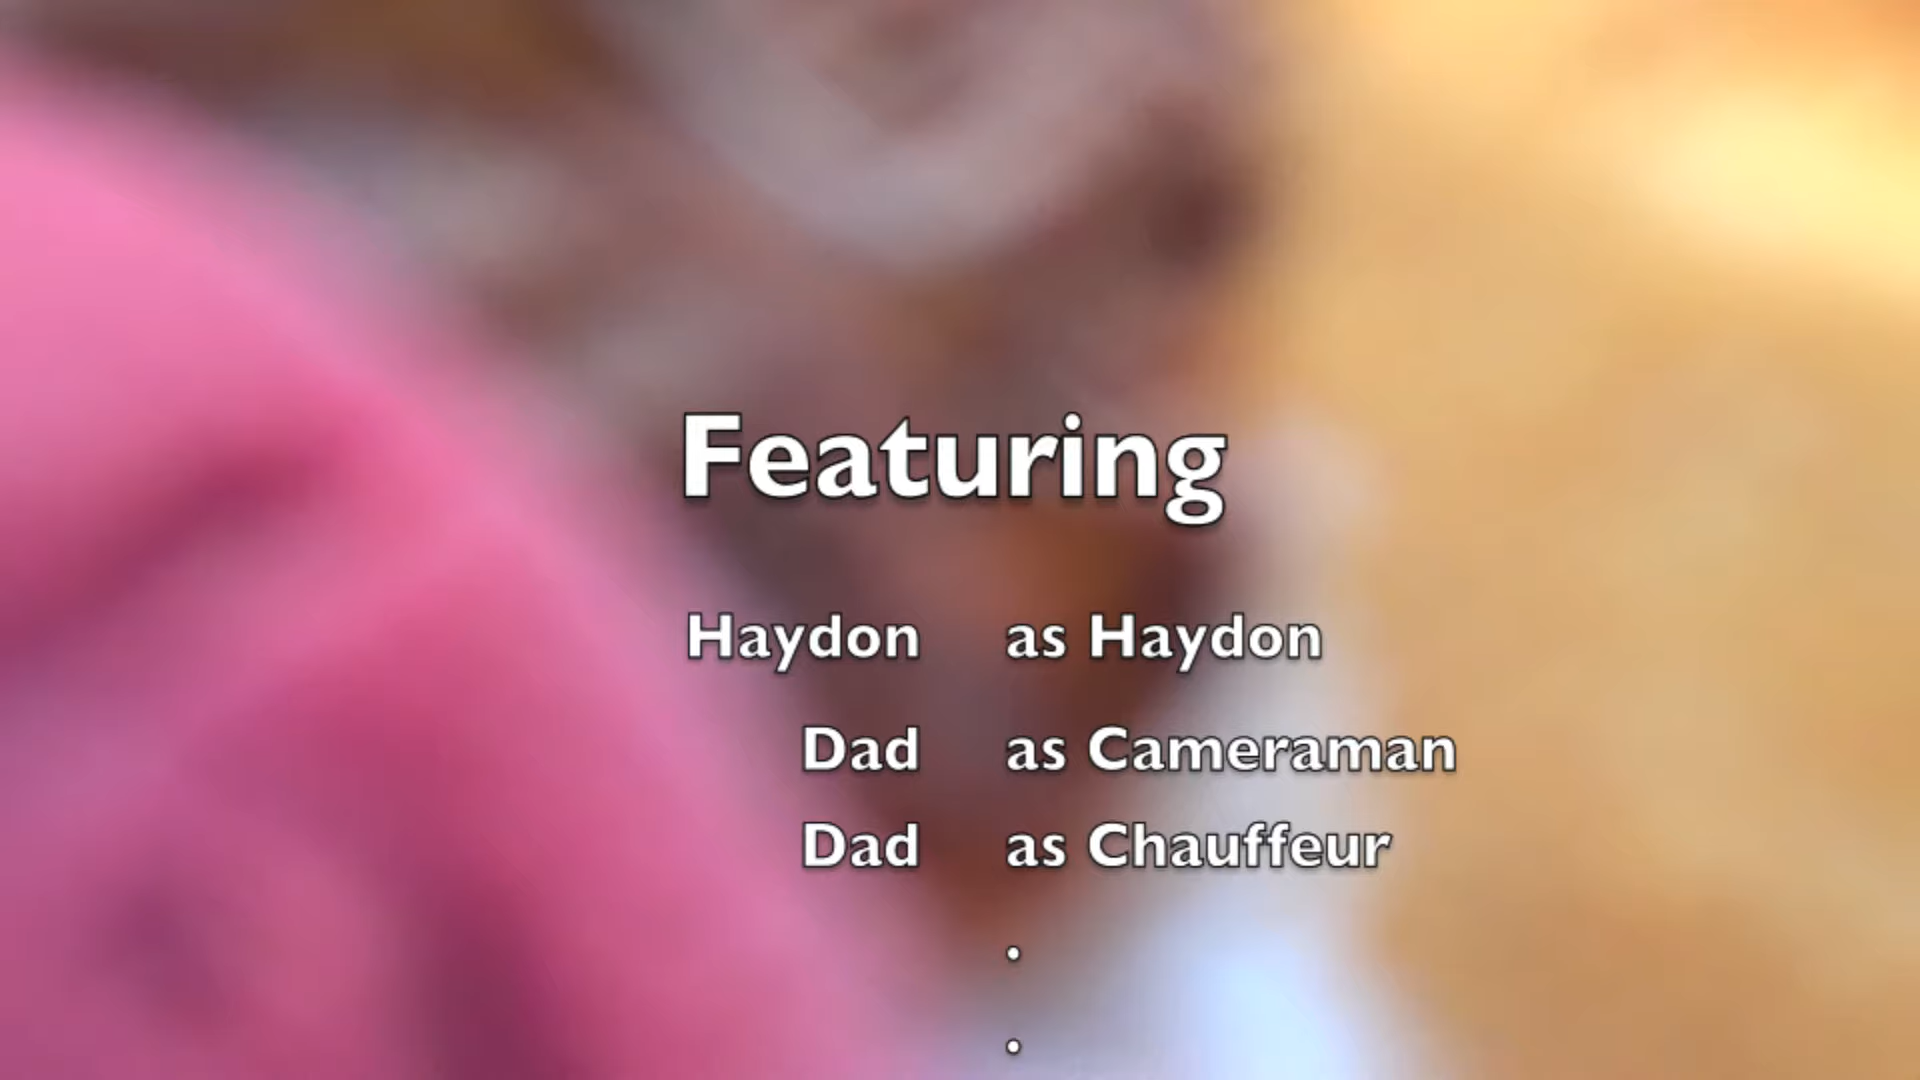 Featuring
Haydon as Haydon
Dad as Cameraman
Dad as Chauffeur
.
.